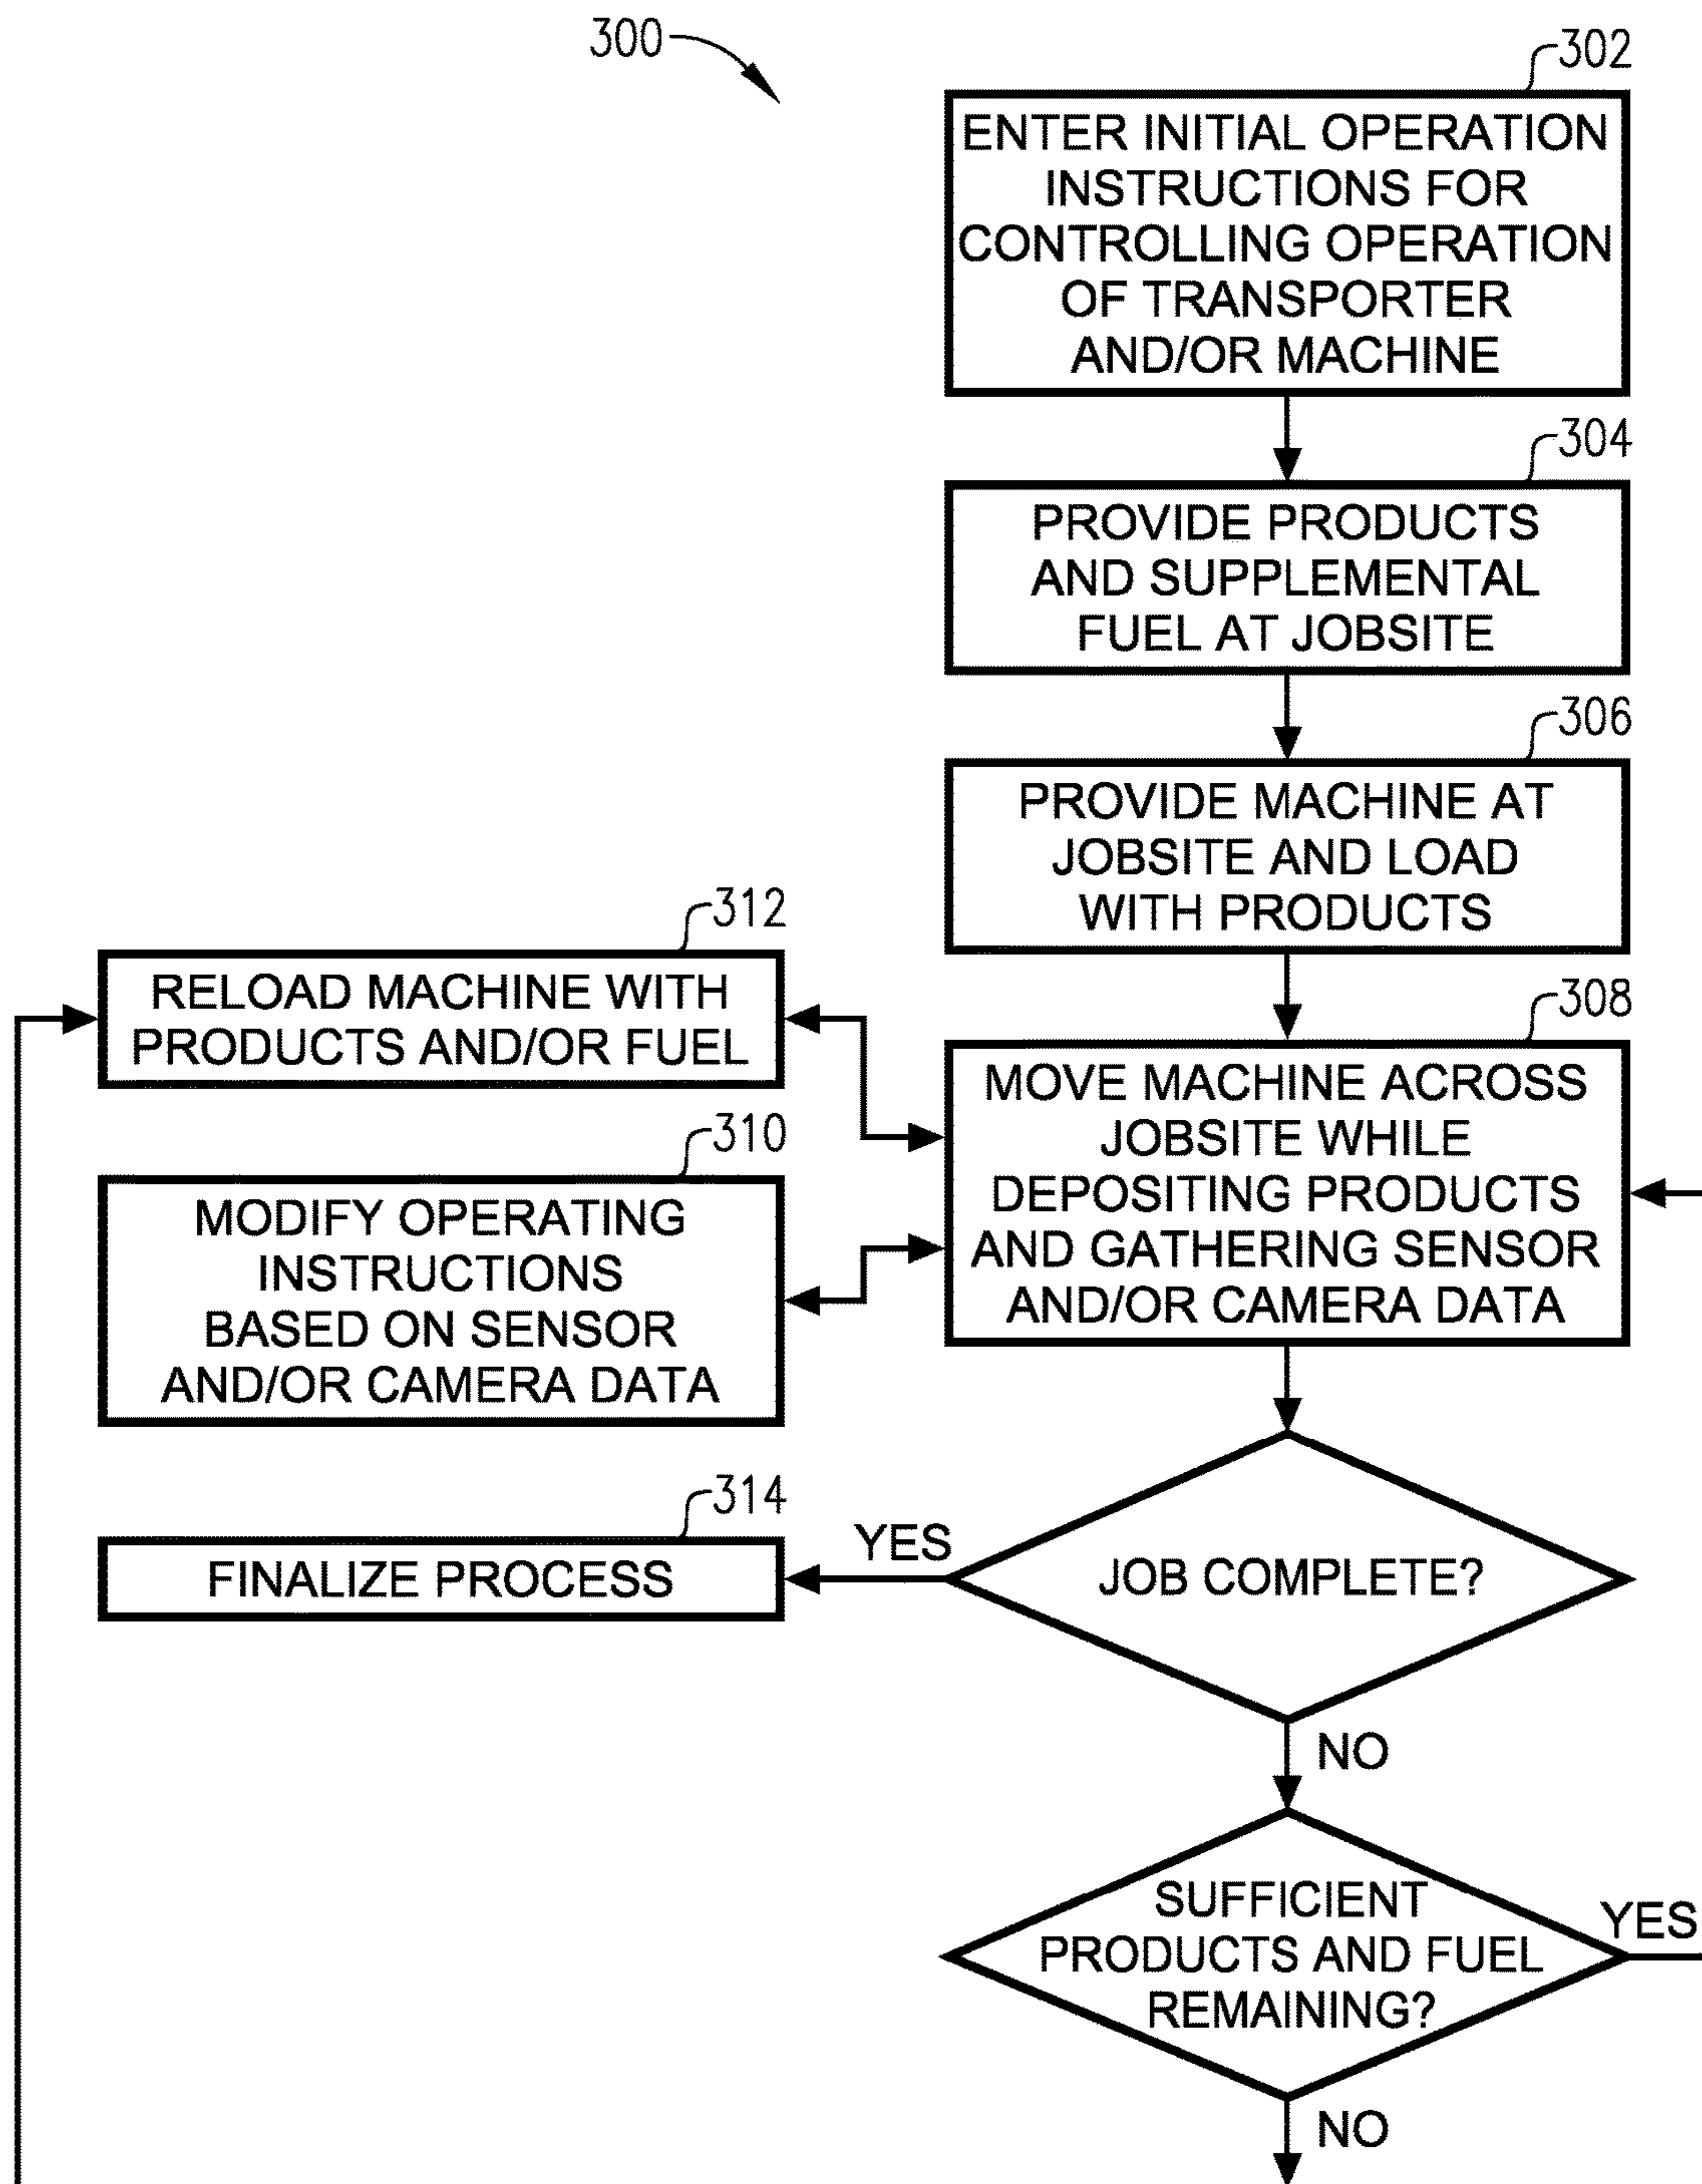 300
302
ENTER INITIAL OPERATION
INSTRUCTIONS FOR
CONTROLLING OPERATION
OF TRANSPORTER
AND/OR MACHINE
304
PROVIDE PRODUCTS
AND SUPPLEMENTAL
FUEL AT JOBSITE
306
PROVIDE MACHINE AT
JOBSITE AND LOAD
WITH PRODUCTS
312
RELOAD MACHINE WITH
PRODUCTS AND/OR FUEL
308
MOVE MACHINE ACROSS
JOBSITE WHILE
DEPOSITING PRODUCTS
AND GATHERING SENSOR
AND/OR CAMERA DATA
310
MODIFY OPERATING
INSTRUCTIONS
BASED ON SENSOR
AND/OR CAMERA DATA
314
FINALIZE PROCESS
YES
JOB COMPLETE?
NO
SUFFICIENT
PRODUCTS AND FUEL
REMAINING?
YES
NO